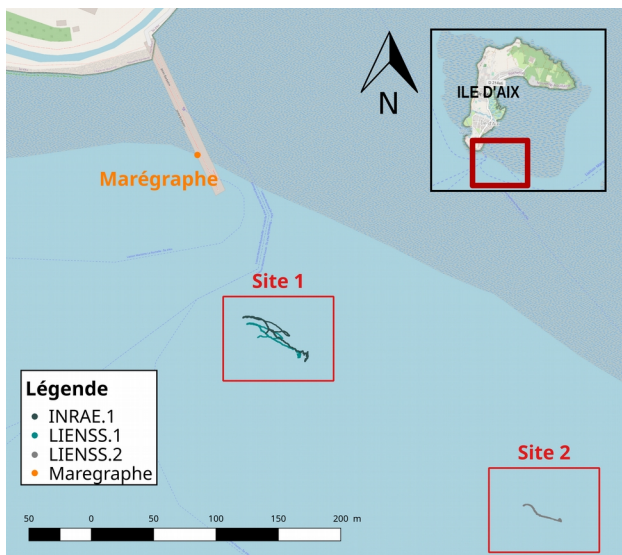 N
ILE D'AIX
Marégraphe
Site 1
Légende
INRAE.1
LIENSS.1
LIENSS.2
Maregraphe
Site 2
50 0 50 100 150 200 m